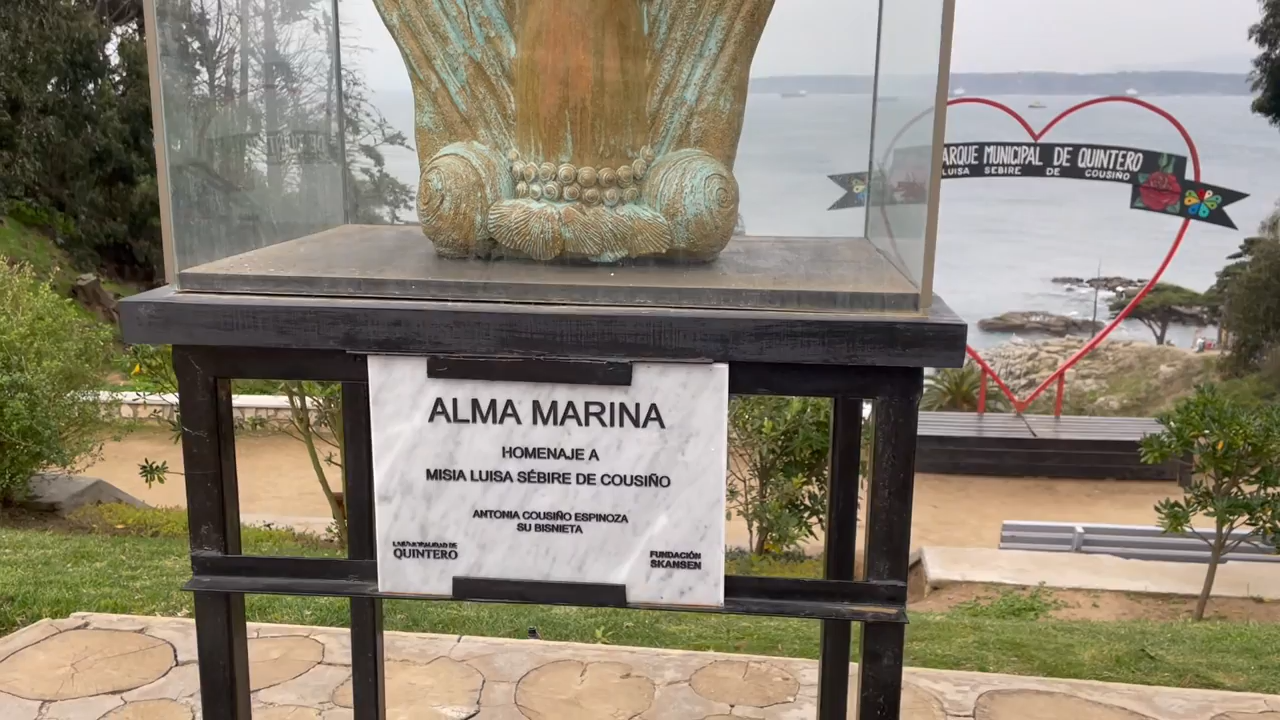 ALMA MARINA
HOMENAJE A
MISIA LUISA SÉBIRE DE COUSIÑO
ANTONIA COUSIÑO ESPINOZA
SU BISNIETA
QUINTERO
FUNDACIÓN
SKANSEN
ARQUE MUNICIPAL DE QUINTERO
LUISA SEBIRE DE COUSIÑO